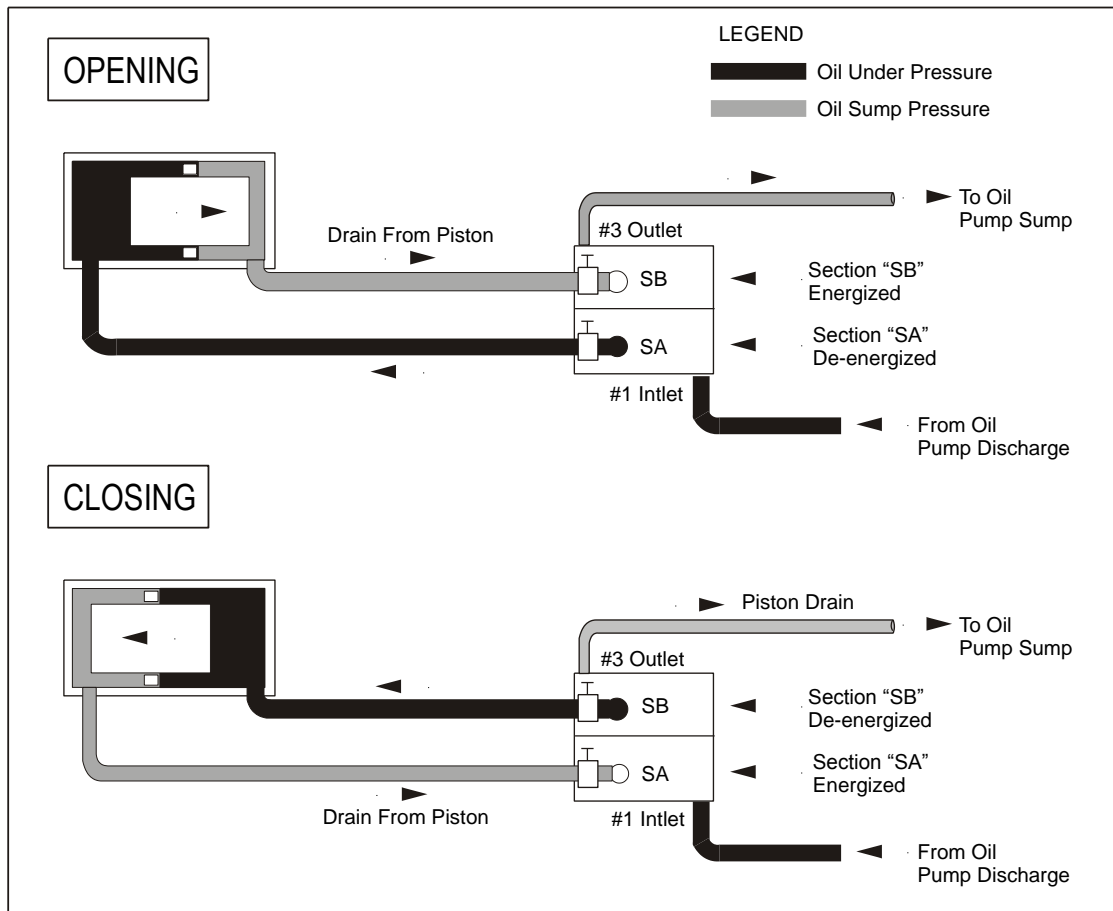 LEGEND
OPENING
Oil Under Pressure
Oil Sump Pressure
To Oil
Pump Sump
#3 Outlet
Drain From Piston
SB
Section “SB”
Energized
SA
Section “SA”
De-energized
#1 Intlet
From Oil
Pump Discharge
CLOSING
Piston Drain
To Oil
Pump Sump
#3 Outlet
SB
Section “SB”
De-energized
SA
Section “SA”
Energized
Drain From Piston
#1 Intlet
From Oil
Pump Discharge